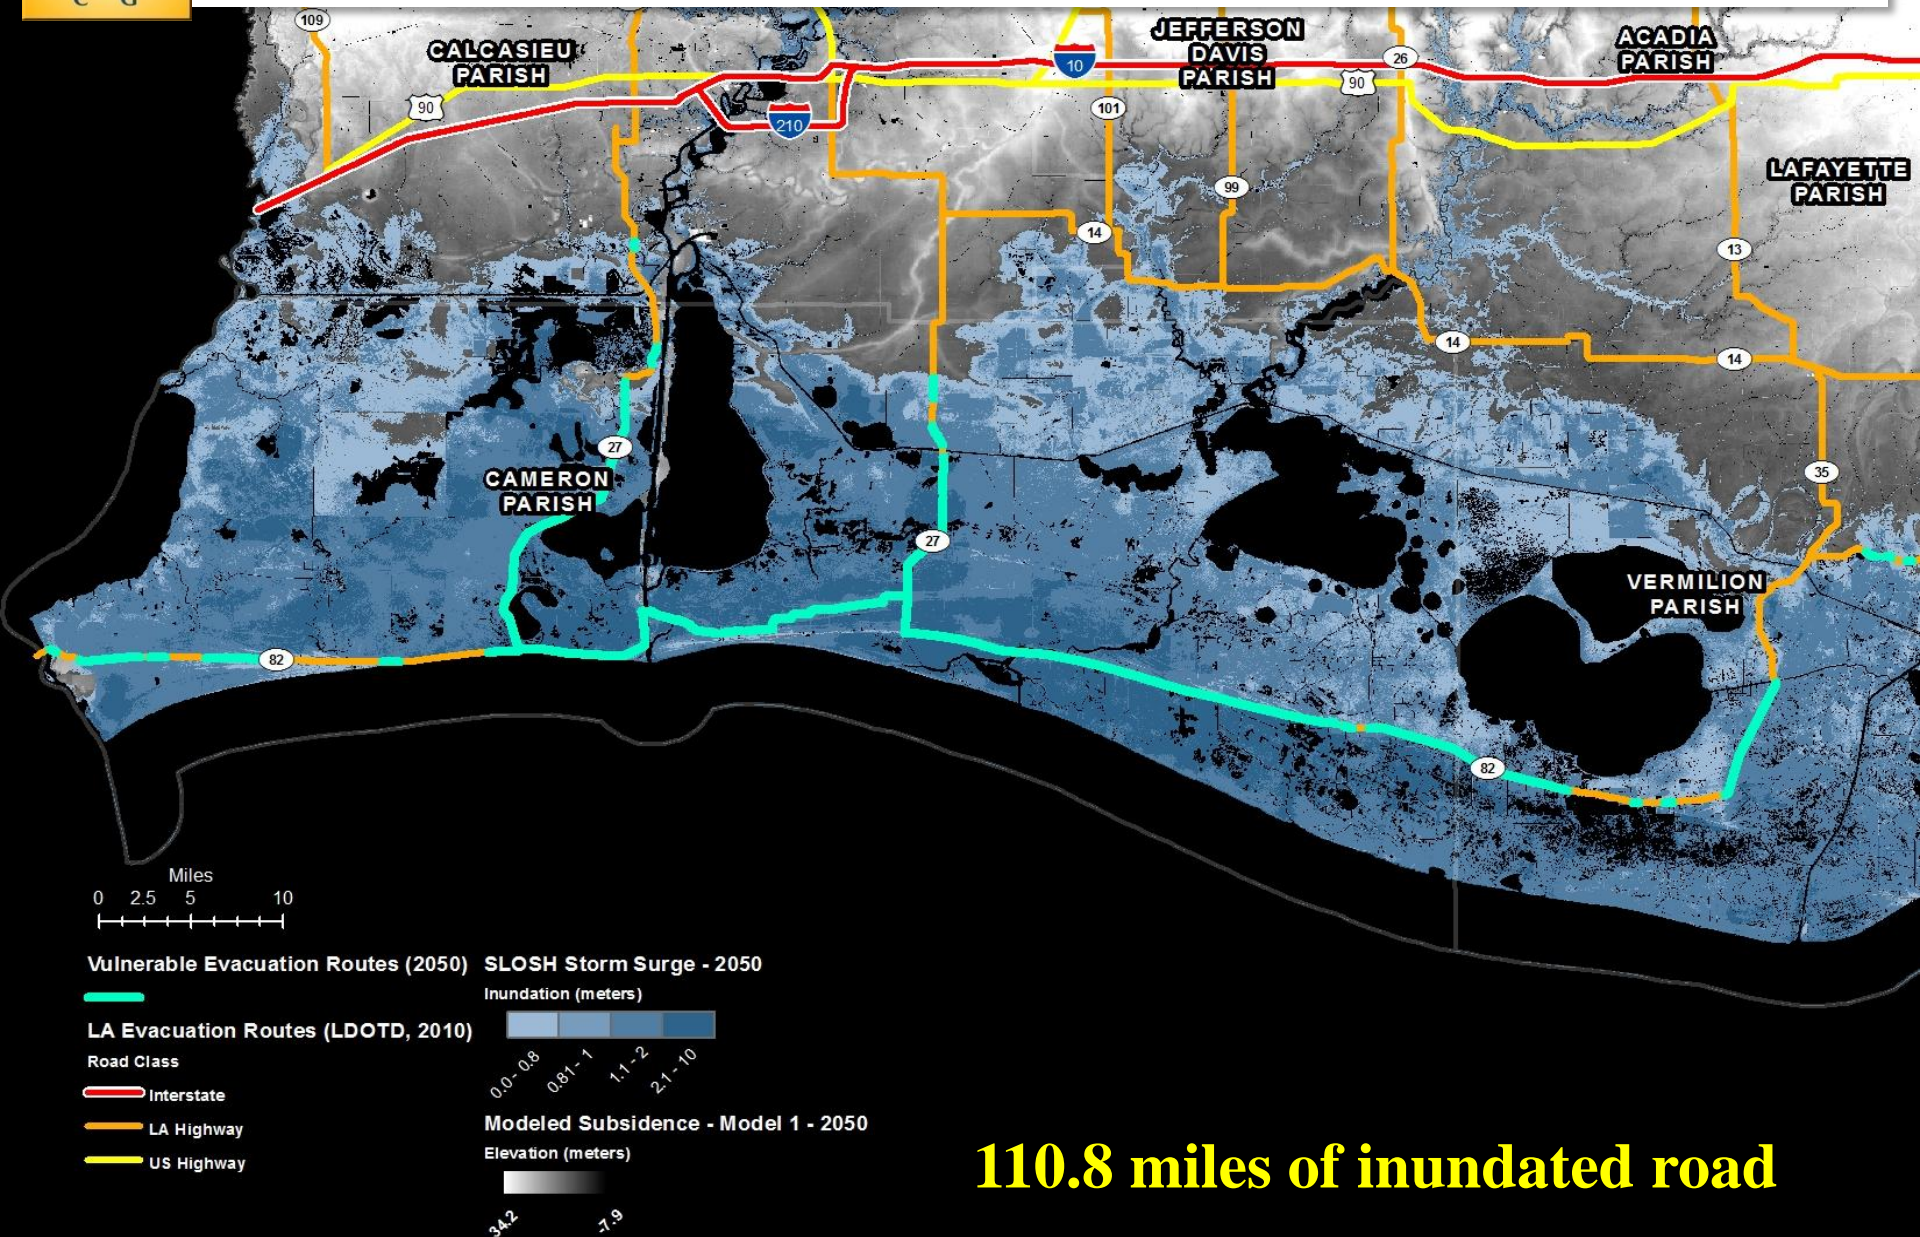 C G
109
CALCASIEU
PARISH
90
210
10
JEFFERSON
DAVIS
PARISH
101
90
26
ACADIA
PARISH
99
14
LAFAYETTE
PARISH
13
14
14
35
27
CAMERON
PARISH
27
VERMILION
PARISH
82
82
Miles
0 2.5 5 10
Vulnerable Evacuation Routes (2050)
LA Evacuation Routes (LDOTD, 2010)
Road Class
Interstate
LA Highway
US Highway
SLOSH Storm Surge - 2050
Inundation (meters)
0.0 - 0.8
0.81 - 1
1.1 - 2
2.1 - 10
Modeled Subsidence - Model 1 - 2050
Elevation (meters)
34.2
-7.9
110.8 miles of inundated road